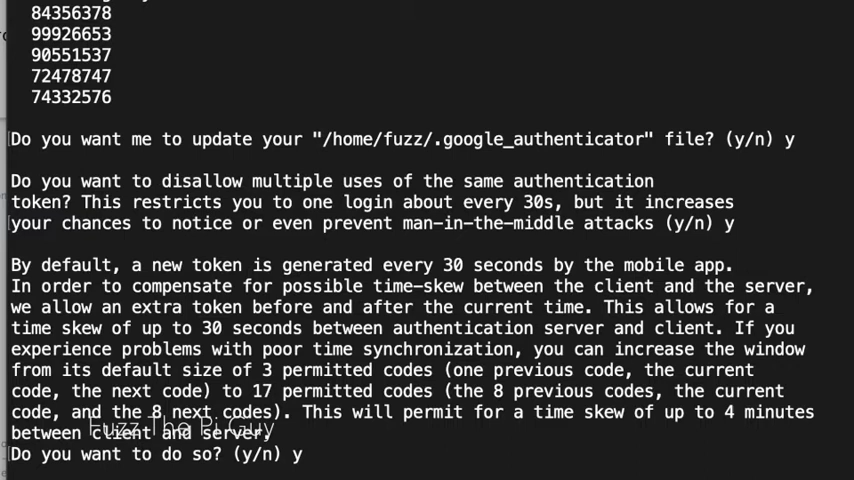 84356378
99926653
90551537
72478747
74332576
Do you want me to update your "/home/fuzz/.google_authenticator" file? (y/n) y
Do you want to disallow multiple uses of the same authentication
token? This restricts you to one login about every 30s, but it increases
your chances to notice or even prevent man-in-the-middle attacks (y/n) y
By default, a new token is generated every 30 seconds by the mobile app.
In order to compensate for possible time-skew between the client and the server,
we allow an extra token before and after the current time. This allows for a
time skew of up to 30 seconds between authentication server and client. If you
experience problems with poor time synchronization, you can increase the window
from its default size of 3 permitted codes (one previous code, the current
code, the next code) to 17 permitted codes (the 8 previous codes, the current
code, and the 8 next codes). This will permit for a time skew of up to 4 minutes
Fuzz The Pi Guy
between client and server.
Do you want to do so? (y/n) y